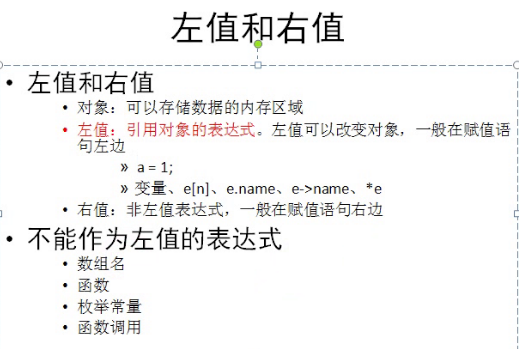 左值和右值
• 左值和右值
• 对象：可以存储数据的内存区域
• 左值：引用对象的表达式。左值可以改变对象，一般在赋值语
句左边
» a = 1;
» 变量、e[n]、e.name、e->name、*e
• 右值：非左值表达式，一般在赋值语句右边
• 不能作为左值的表达式
• 数组名
• 函数
• 枚举常量
• 函数调用